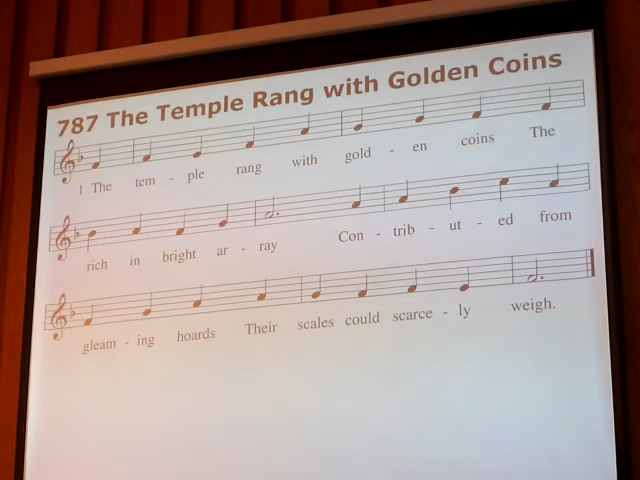 787 The Temple Rang with Golden Coins
1 The tem - ple rang with gold - en coins The
rich in bright ar - ray Con - trib - ut - ed from
gleam - ing hoards Their scales could scarce - ly weigh.